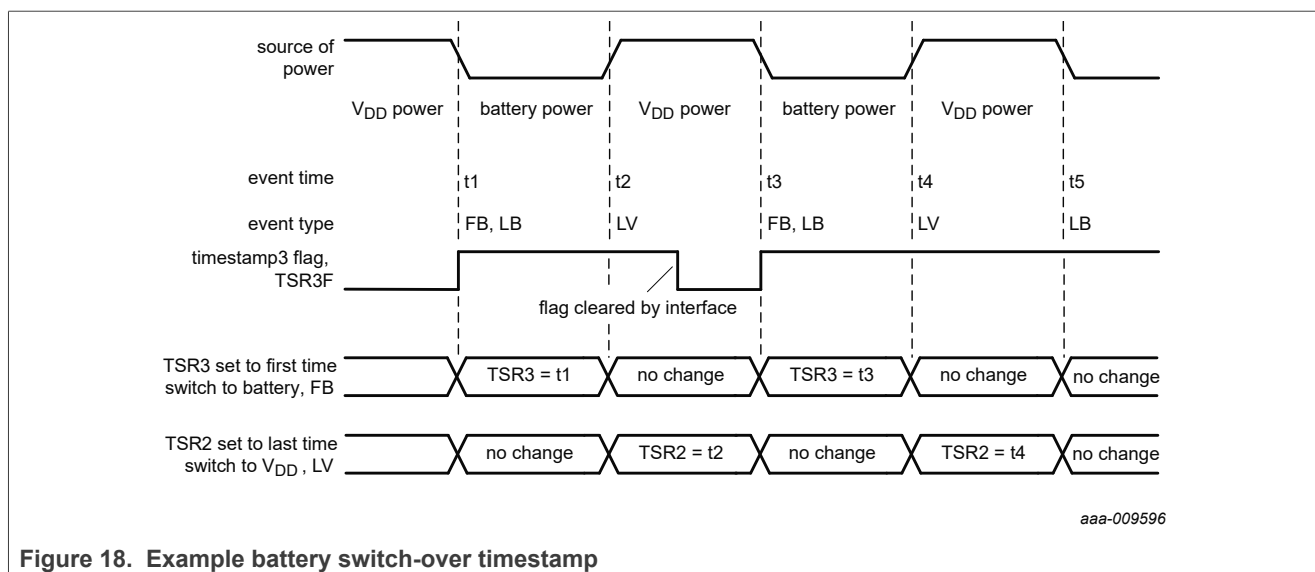 source of
power
V_DD power battery power V_DD power battery power V_DD power
event time t1 t2 t3 t4 t5
event type FB, LB LV FB, LB LV LB
timestamp3 flag,
TSR3F
flag cleared by interface
TSR3 set to first time
switch to battery, FB
TSR3 = t1 no change TSR3 = t3 no change no change
TSR2 set to last time
switch to V_DD , LV
no change TSR2 = t2 no change TSR2 = t4 no change
aaa-009596
Figure 18. Example battery switch-over timestamp